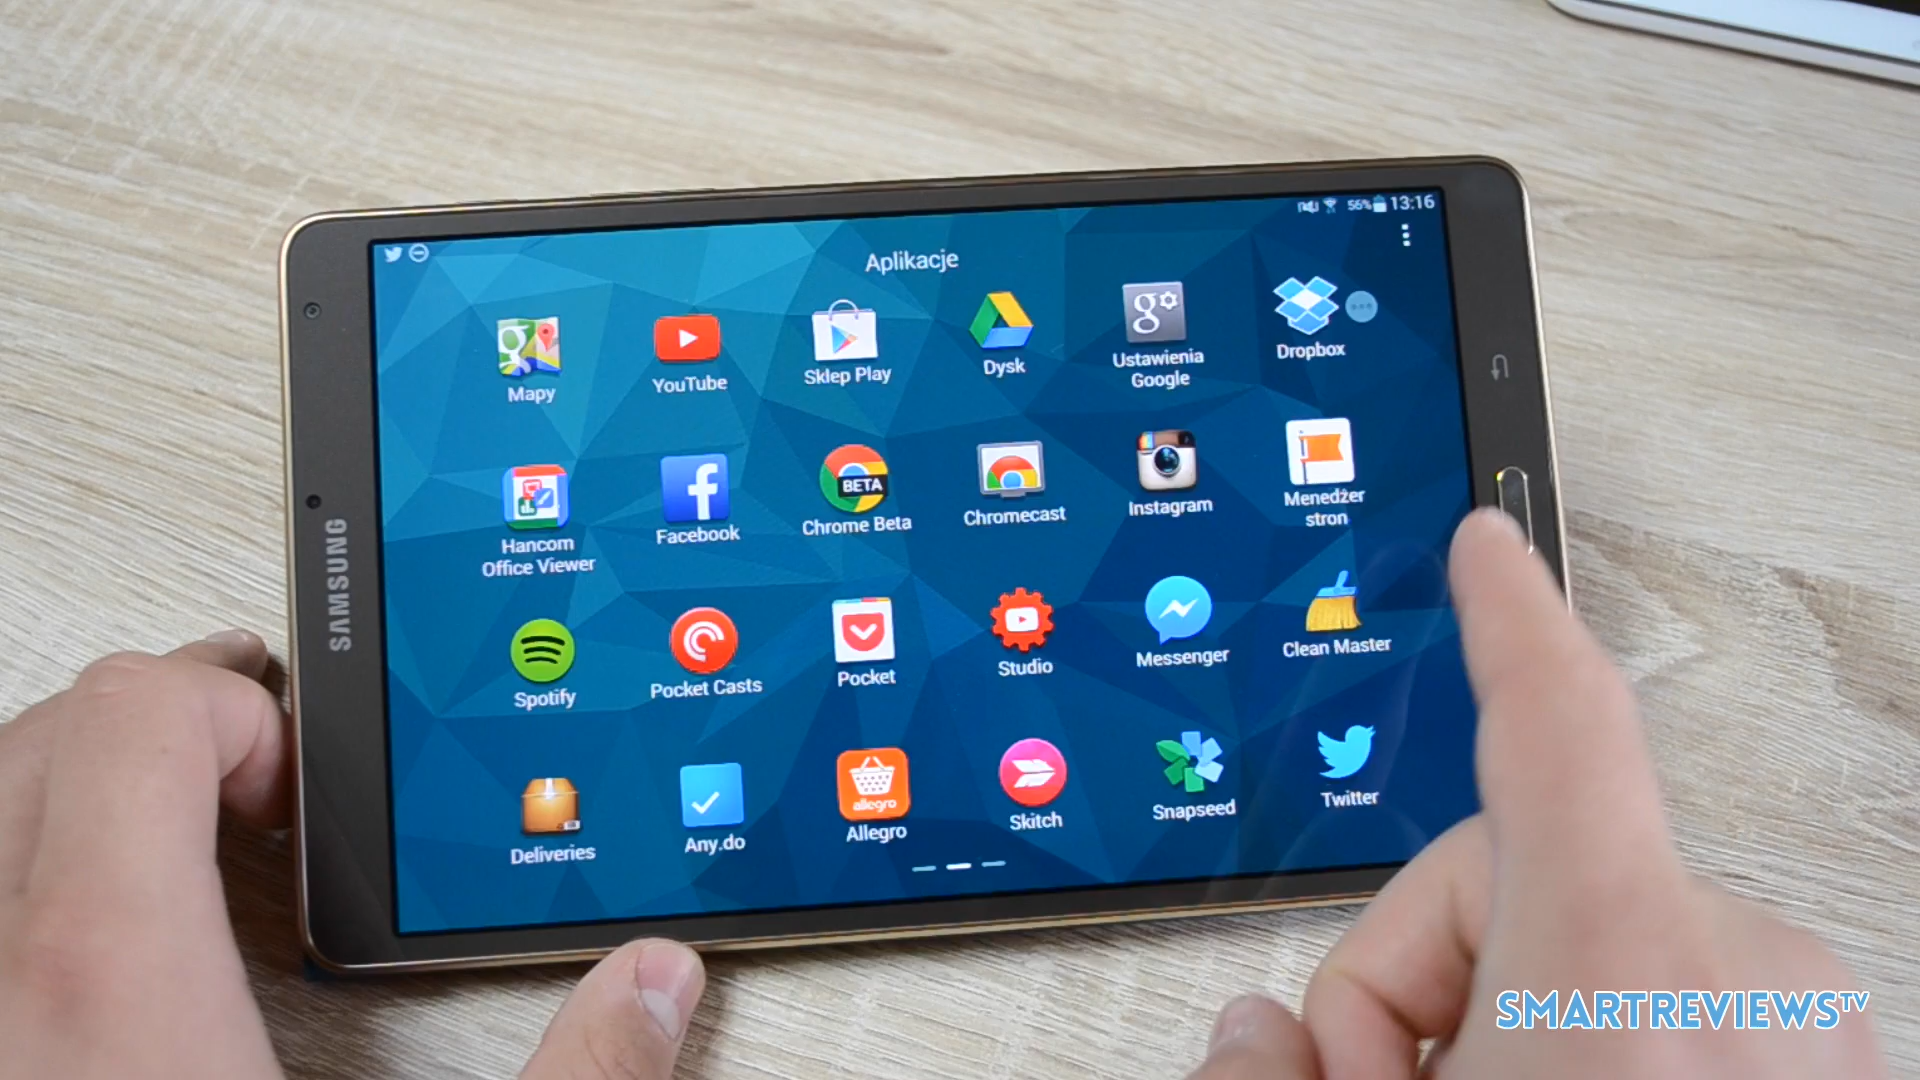 56% 13:16
Aplikacje
Mapy
YouTube
Sklep Play
Dysk
Ustawienia
Google
Dropbox
Hancom
Office Viewer
Facebook
BETA
Chrome Beta
Chromecast
Instagram
Menedżer
stron
Spotify
Pocket Casts
Pocket
Studio
Messenger
Clean Master
Deliveries
Any.do
allegro
Allegro
Skitch
Snapseed
Twitter
SAMSUNG
SMARTREVIEWSTV